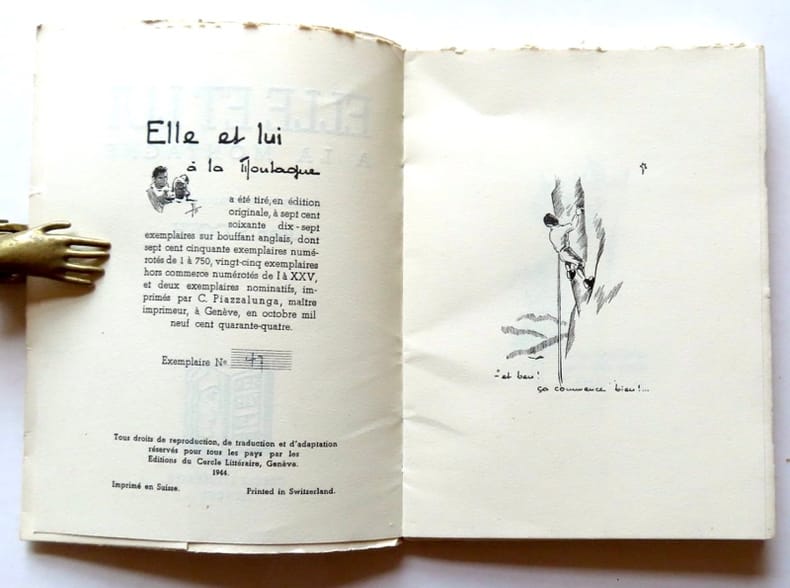 Elle et lui
à la Montagne
a été tiré, en édition
originale, à sept cent
soixante dix-sept
exemplaires sur bouffant anglais, dont
sept cent cinquante exemplaires numé-
rotés de 1 à 750, vingt-cinq exemplaires
hors commerce numérotés de I à XXV,
et deux exemplaires nominatifs, im-
primés par C. Piazzalunga, maître
imprimeur, à Genève, en octobre mil
neuf cent quarante-quatre.
Exemplaire No
Tous droits de reproduction, de traduction et d'adaptation
réservés pour tous les pays par les
Editions du Cercle Littéraire, Genève.
1944.
Imprimé en Suisse. Printed in Switzerland.
- et ben!
ça commence bien!...